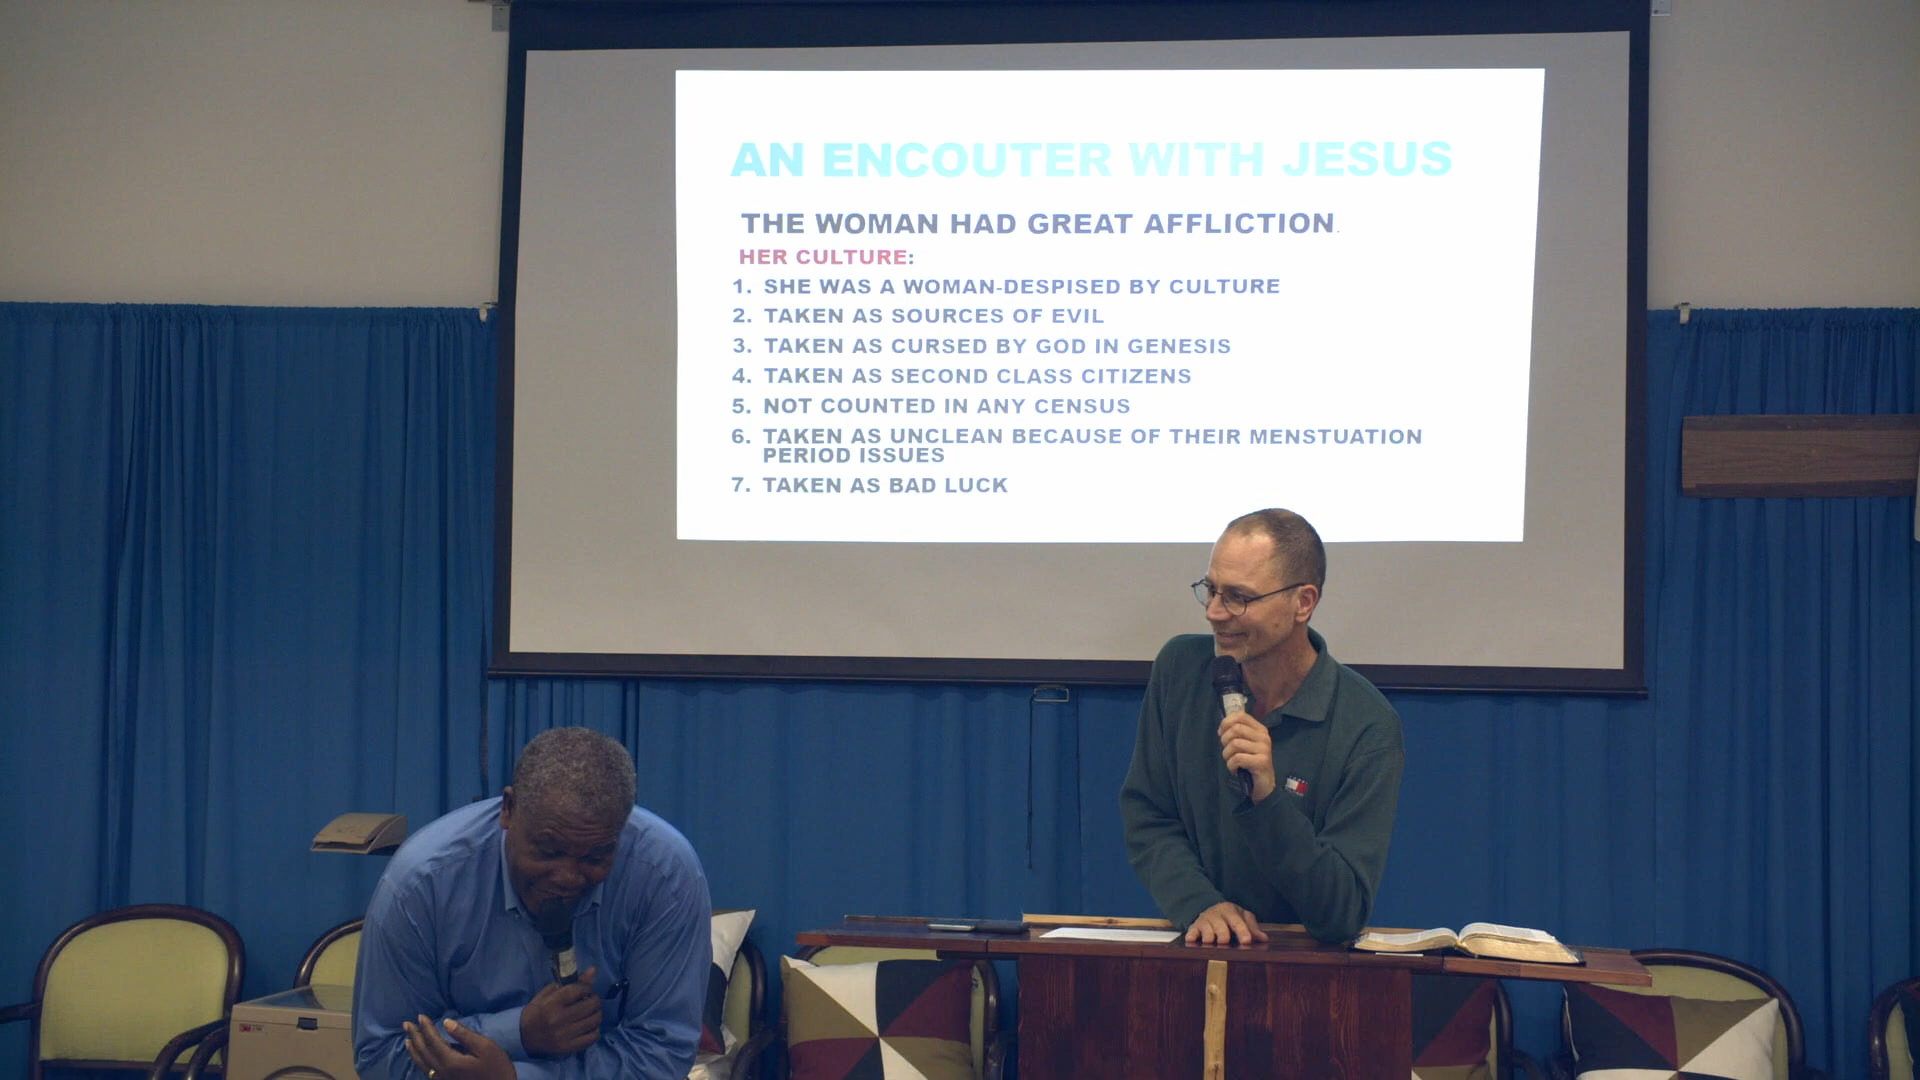 AN ENCOUTER WITH JESUS
THE WOMAN HAD GREAT AFFLICTION.
HER CULTURE:
1. SHE WAS A WOMAN-DESPISED BY CULTURE
2. TAKEN AS SOURCES OF EVIL
3. TAKEN AS CURSED BY GOD IN GENESIS
4. TAKEN AS SECOND CLASS CITIZENS
5. NOT COUNTED IN ANY CENSUS
6. TAKEN AS UNCLEAN BECAUSE OF THEIR MENSTUATION
PERIOD ISSUES
7. TAKEN AS BAD LUCK
3M